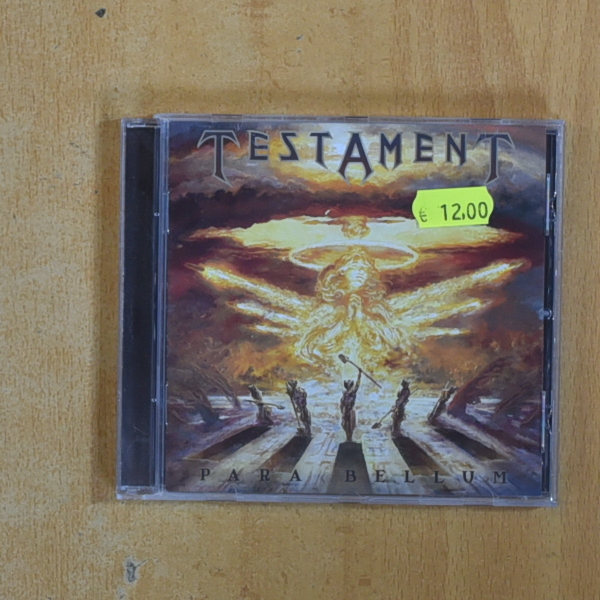 TESTAMENT
€ 12,00
PARA BELLUM